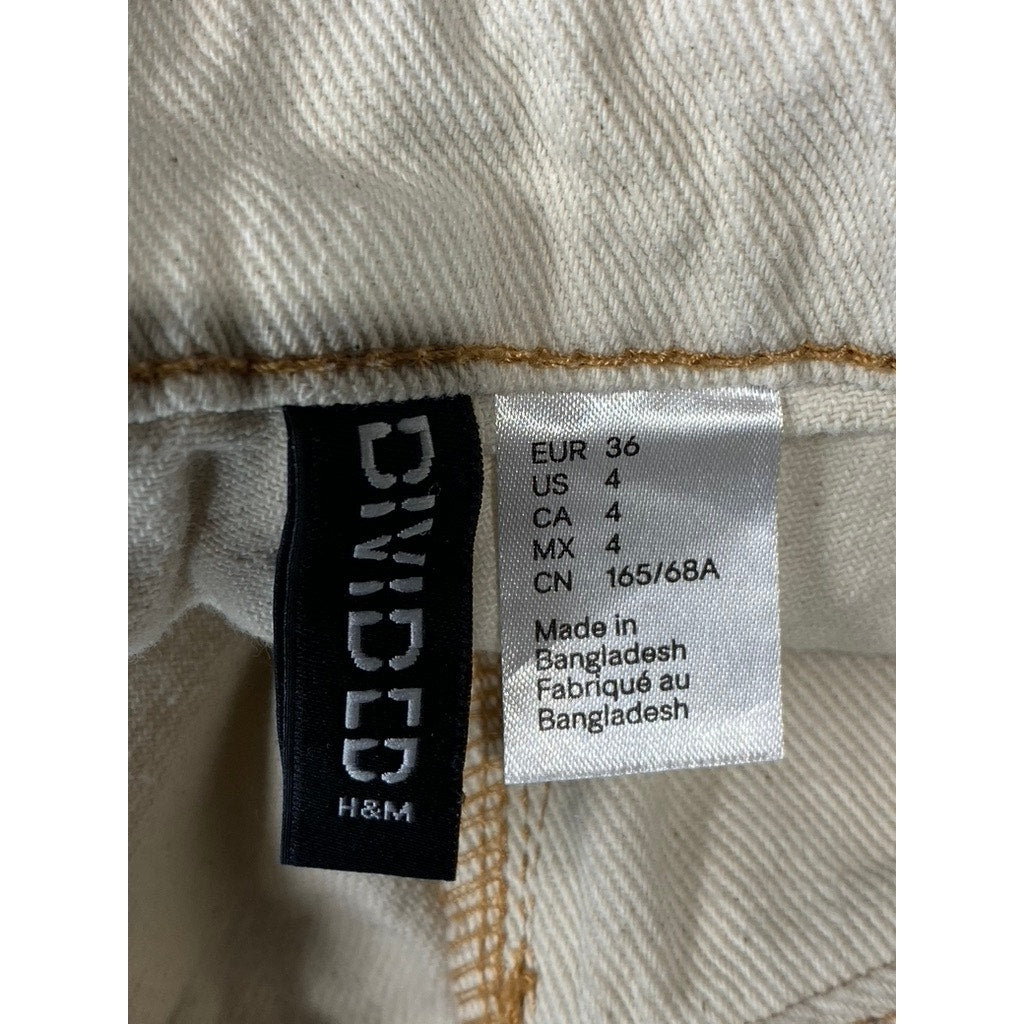 DIVIDED
H&M
EUR 36
US 4
CA 4
MX 4
CN 165/68A
Made in
Bangladesh
Fabriqué au
Bangladesh